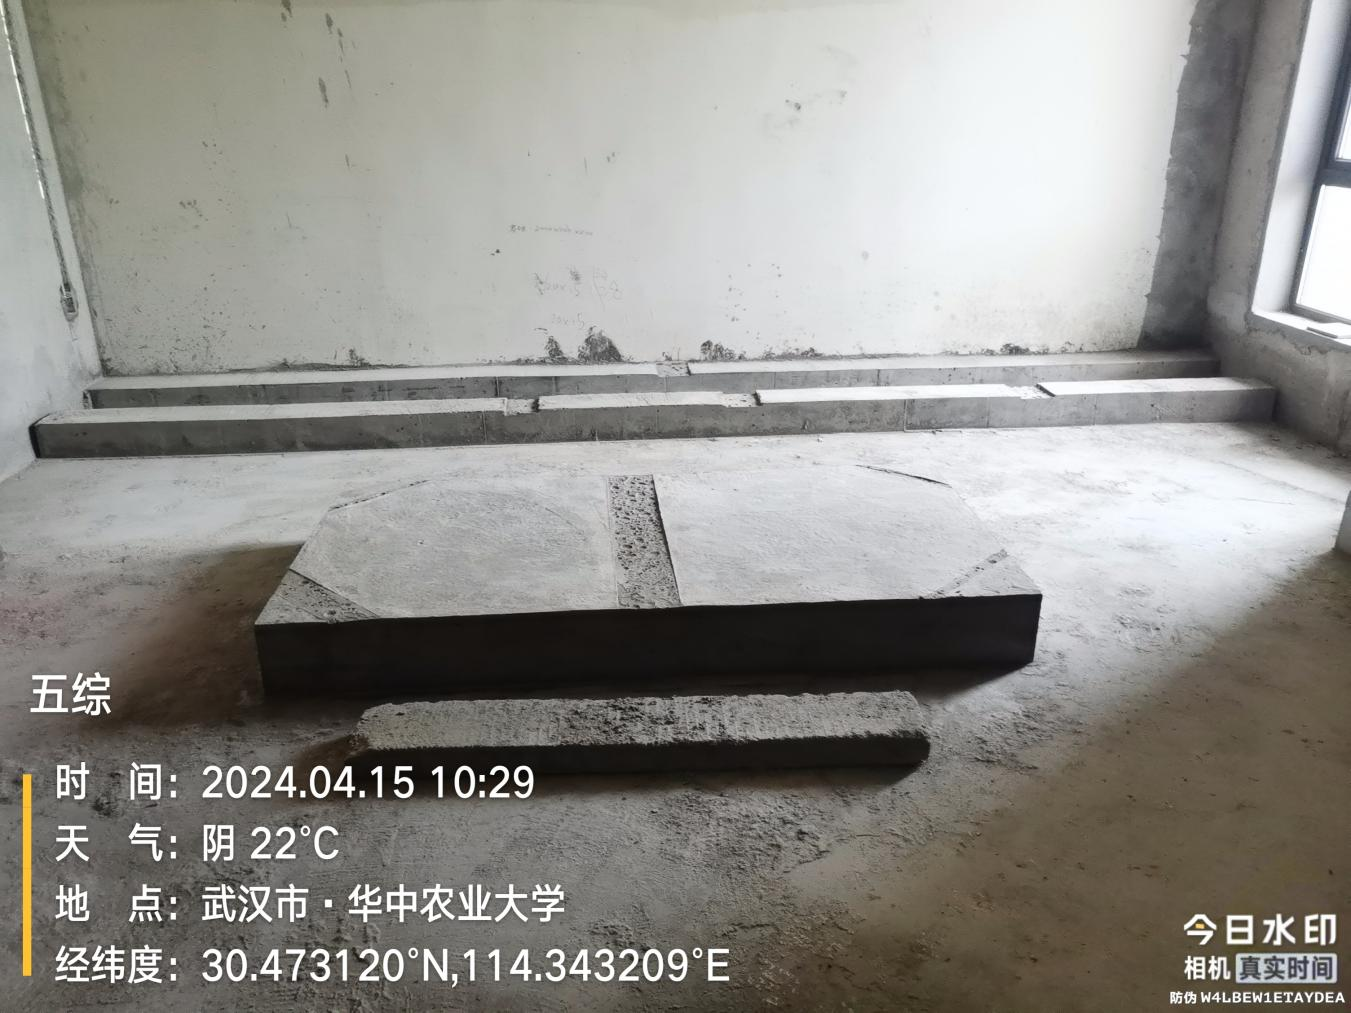 五综
时 间：2024.04.15 10:29
天 气：阴 22°C
地 点：武汉市·华中农业大学
经纬度：30.473120°N,114.343209°E
今日水印
相机 真实时间
防伪 W4LBEW1ETAYDEA